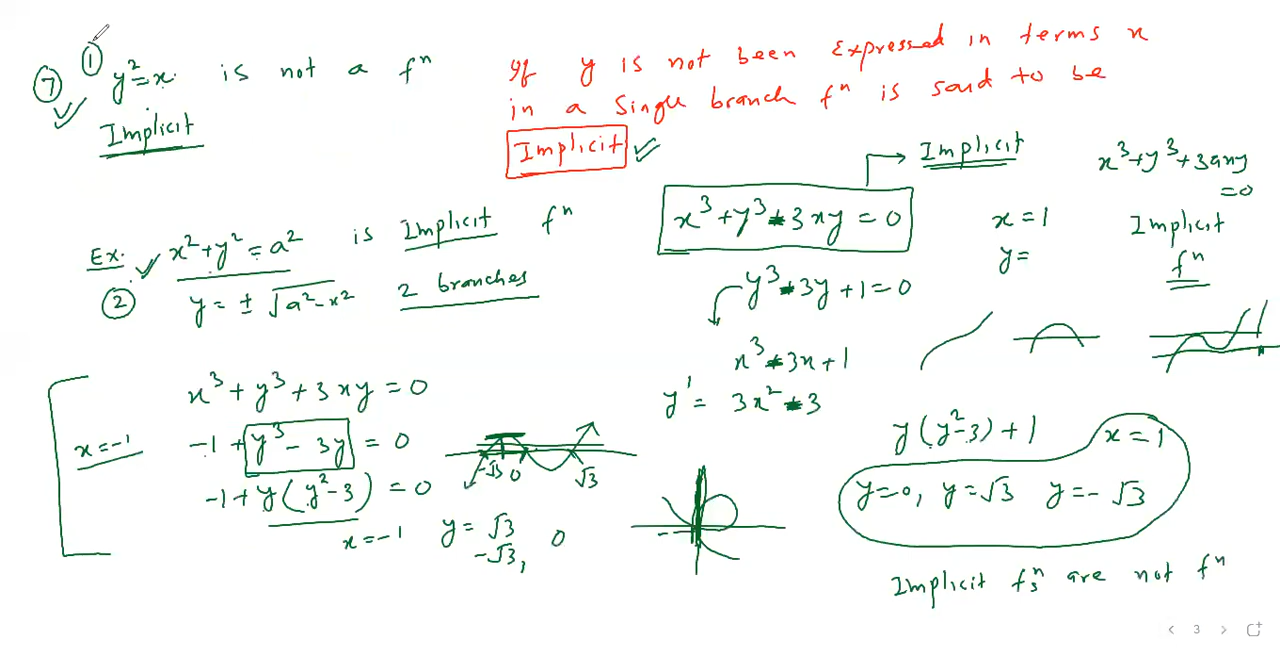 ⑦ ① y² = x is not a fⁿ
Implicit
If y is not been Expressed in terms x
in a Single branch fⁿ is said to be
Implicit
Ex. x² + y² = a² is Implicit fⁿ
② y = ± √a² - x² 2 branches
x³ + y³ - 3xy = 0 → Implicit
y³ - 3y + 1 = 0
x³ - 3x + 1
y' = 3x² - 3
x³ + y³ + 3axy
= 0
x = 1 Implicit
y = fⁿ
x³ + y³ + 3xy = 0
x = -1 -1 + y³ - 3y = 0
-1 + y(y² - 3) = 0
x = -1 y = √3
-√3, 0
-√3 0 √3
y(y² - 3) + 1 x = 1
y = 0, y = √3 y = -√3
Implicit fⁿs are not fⁿ
< 3 >